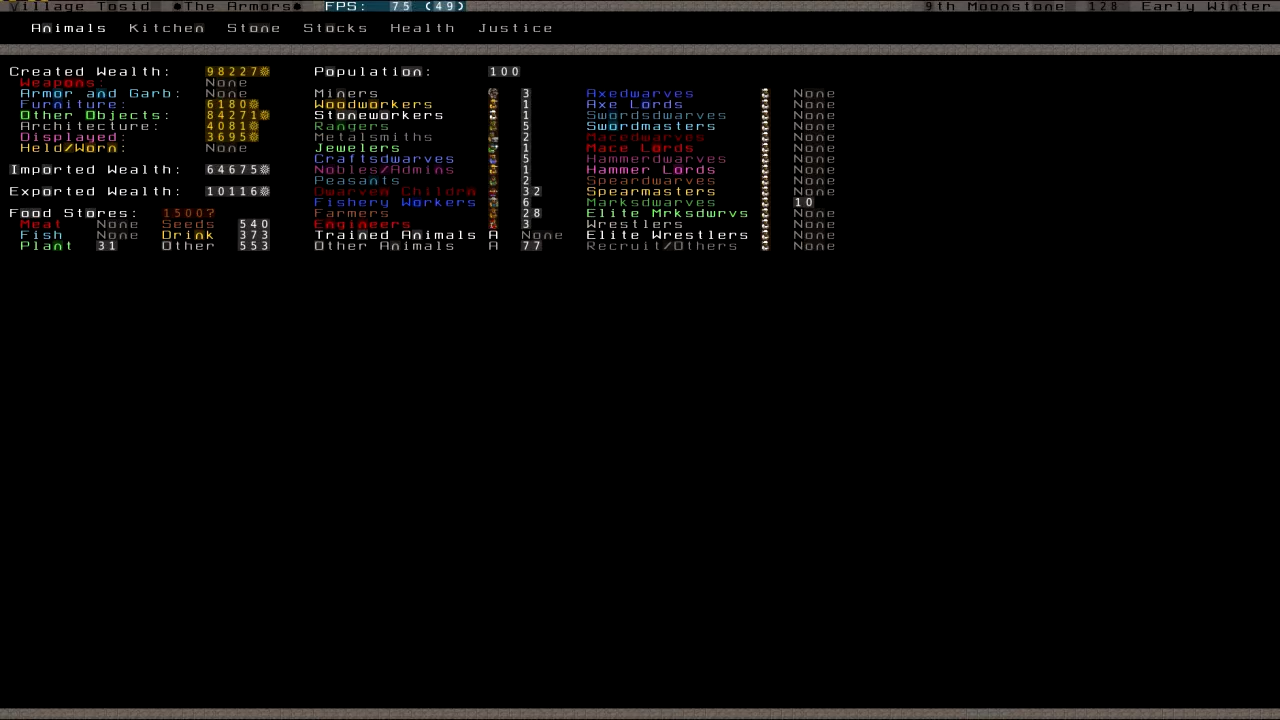 Village Tosid "The Armors" FPS: 75 (49) 9th Moonstone 128 Early Winter
Animals Kitchen Stone Stocks Health Justice
Created Wealth: 98227☼ Population: 100
Weapons: None
Armor and Garb: None Miners 3 Axedwarves None
Furniture: 6180☼ Woodworkers 1 Axe Lords None
Other Objects: 84271☼ Stoneworkers 1 Swordsdwarves None
Architecture: 4081☼ Rangers 5 Swordmasters None
Displayed: 3695☼ Metalsmiths 2 Macedwarves None
Held/Worn: None Jewelers 1 Mace Lords None
Craftsdwarves 5 Hammerdwarves None
Imported Wealth: 64675☼ Nobles/Admins 1 Hammer Lords None
Peasants 2 Speardwarves None
Exported Wealth: 10116☼ Dwarven Childrn 32 Spearmasters None
Fishery Workers 6 Marksdwarves 10
Food Stores: 1500? Farmers 28 Elite Mrksdwrvs None
Meat None Seeds 540 Engineers 3 Wrestlers None
Fish None Drink 373 Trained Animals A None Elite Wrestlers None
Plant 31 Other 553 Other Animals A 77 Recruit/Others None